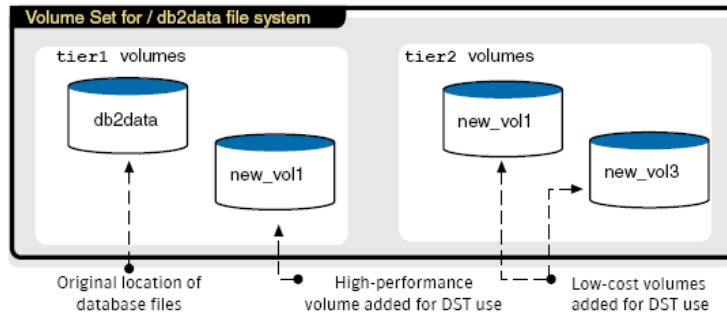 Volume Set for / db2data file system
tier1 volumes
tier2 volumes
db2data
new_vol1
new_vol1
new_vol3
Original location of
database files
High-performance
volume added for DST use
Low-cost volumes
added for DST use